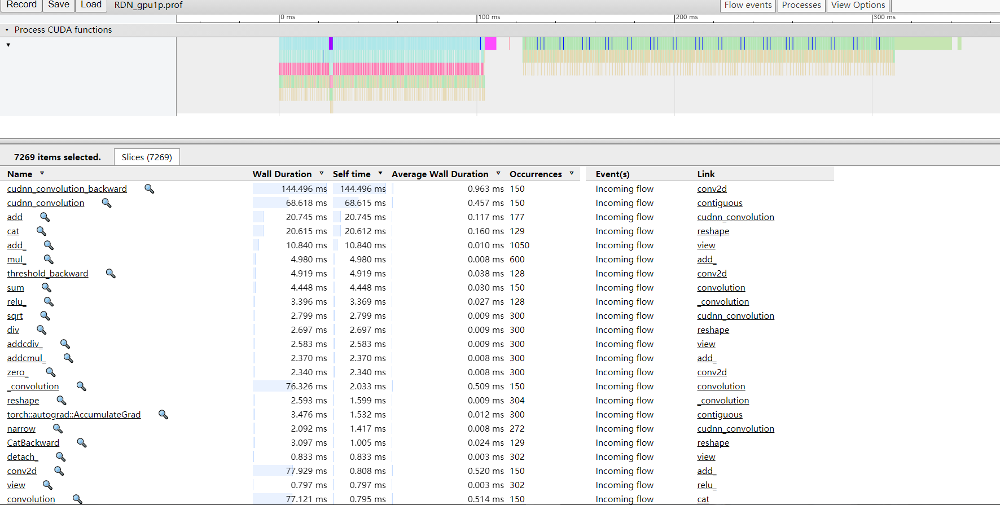 Record Save Load RDN_gpu1p.prof Flow events Processes View Options
0 ms 100 ms 200 ms 300 ms
Process CUDA functions
7269 items selected. Slices (7269)
Name Wall Duration Self time Average Wall Duration Occurrences Event(s) Link
cudnn_convolution_backward 144.496 ms 144.496 ms 0.963 ms 150 Incoming flow conv2d
cudnn_convolution 68.618 ms 68.615 ms 0.457 ms 150 Incoming flow contiguous
add 20.745 ms 20.745 ms 0.117 ms 177 Incoming flow cudnn_convolution
cat 20.615 ms 20.612 ms 0.160 ms 129 Incoming flow reshape
add_ 10.840 ms 10.840 ms 0.010 ms 1050 Incoming flow view
mul_ 4.980 ms 4.980 ms 0.008 ms 600 Incoming flow add_
threshold_backward 4.919 ms 4.919 ms 0.038 ms 128 Incoming flow conv2d
sum 4.448 ms 4.448 ms 0.030 ms 150 Incoming flow convolution
relu_ 3.396 ms 3.369 ms 0.027 ms 128 Incoming flow _convolution
sqrt 2.799 ms 2.799 ms 0.009 ms 300 Incoming flow cudnn_convolution
div 2.697 ms 2.697 ms 0.009 ms 300 Incoming flow reshape
addcdiv_ 2.583 ms 2.583 ms 0.009 ms 300 Incoming flow view
addcmul_ 2.370 ms 2.370 ms 0.008 ms 300 Incoming flow add_
zero_ 2.340 ms 2.340 ms 0.008 ms 300 Incoming flow conv2d
_convolution 76.326 ms 2.033 ms 0.509 ms 150 Incoming flow convolution
reshape 2.593 ms 1.599 ms 0.009 ms 304 Incoming flow _convolution
torch::autograd::AccumulateGrad 3.476 ms 1.532 ms 0.012 ms 300 Incoming flow contiguous
narrow 2.092 ms 1.417 ms 0.008 ms 272 Incoming flow cudnn_convolution
CatBackward 3.097 ms 1.005 ms 0.024 ms 129 Incoming flow reshape
detach_ 0.833 ms 0.833 ms 0.003 ms 302 Incoming flow view
conv2d 77.929 ms 0.808 ms 0.520 ms 150 Incoming flow add_
view 0.797 ms 0.797 ms 0.003 ms 302 Incoming flow relu_
convolution 77.121 ms 0.795 ms 0.514 ms 150 Incoming flow cat